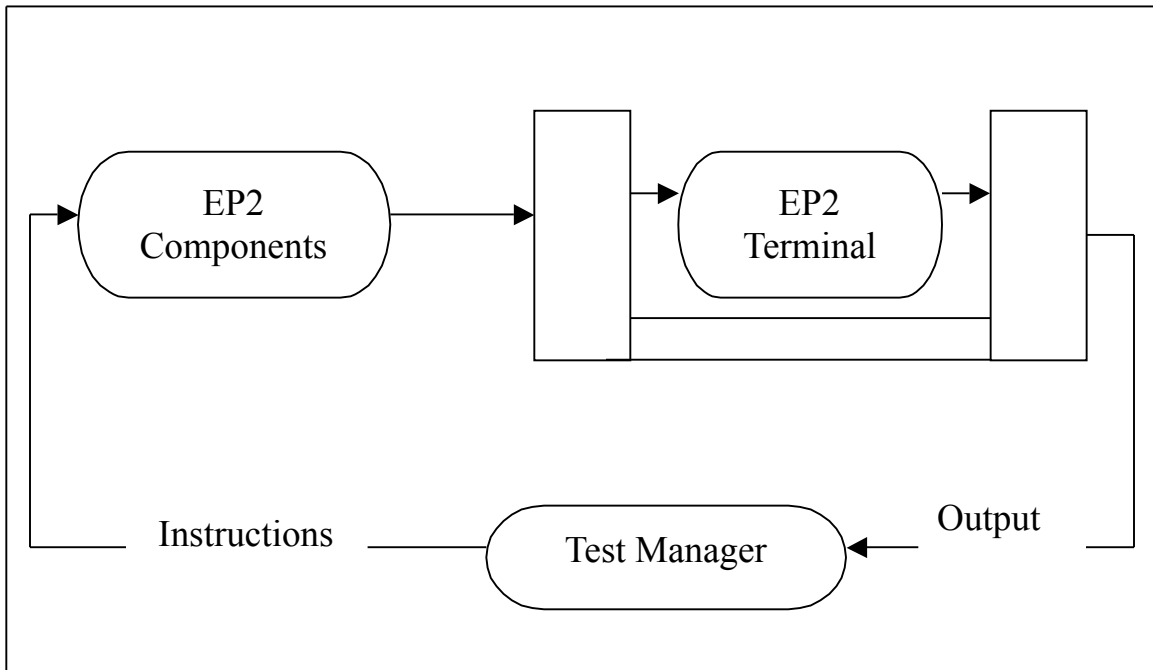 EP2
Components
EP2
Terminal
Instructions
Test Manager
Output